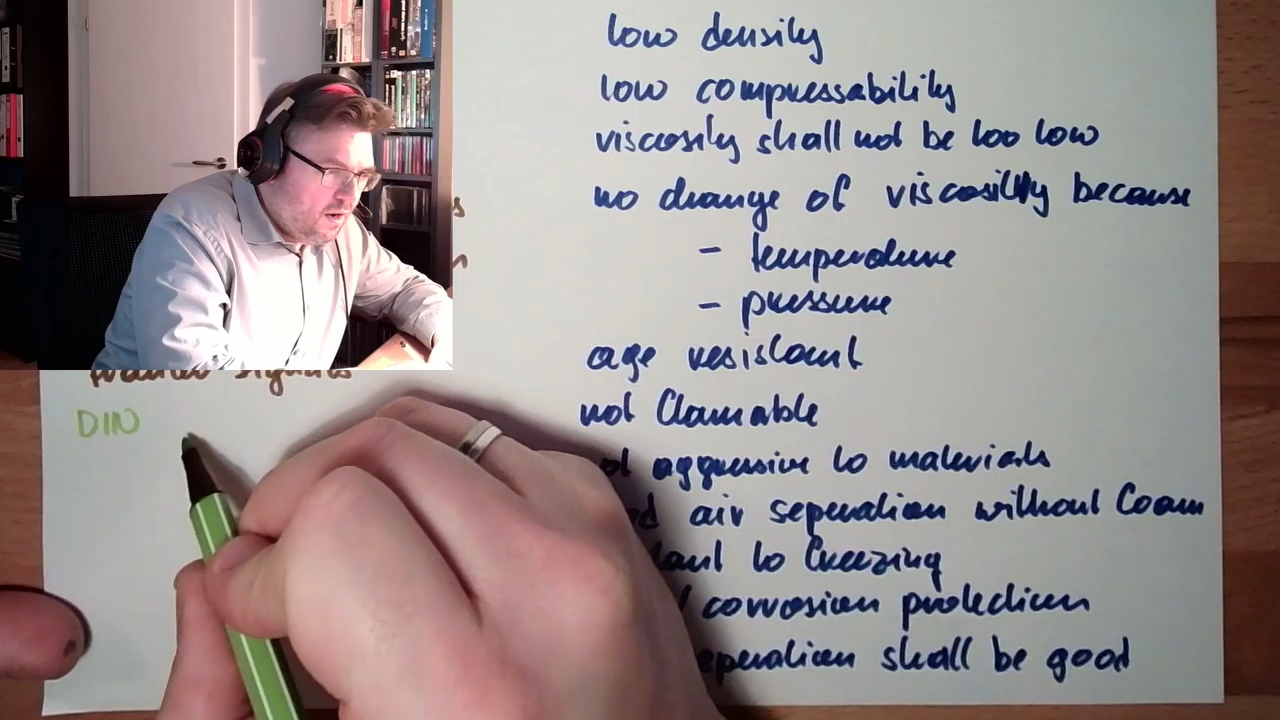 low density
low compressability
viscosity shall not be too low
no change of viscosity because
- temperature
- pressure
age resistant
not flamable
aggressive to materials
air seperation without foam
to freezing
corrosion protection
seperation shall be good
signals
DIN